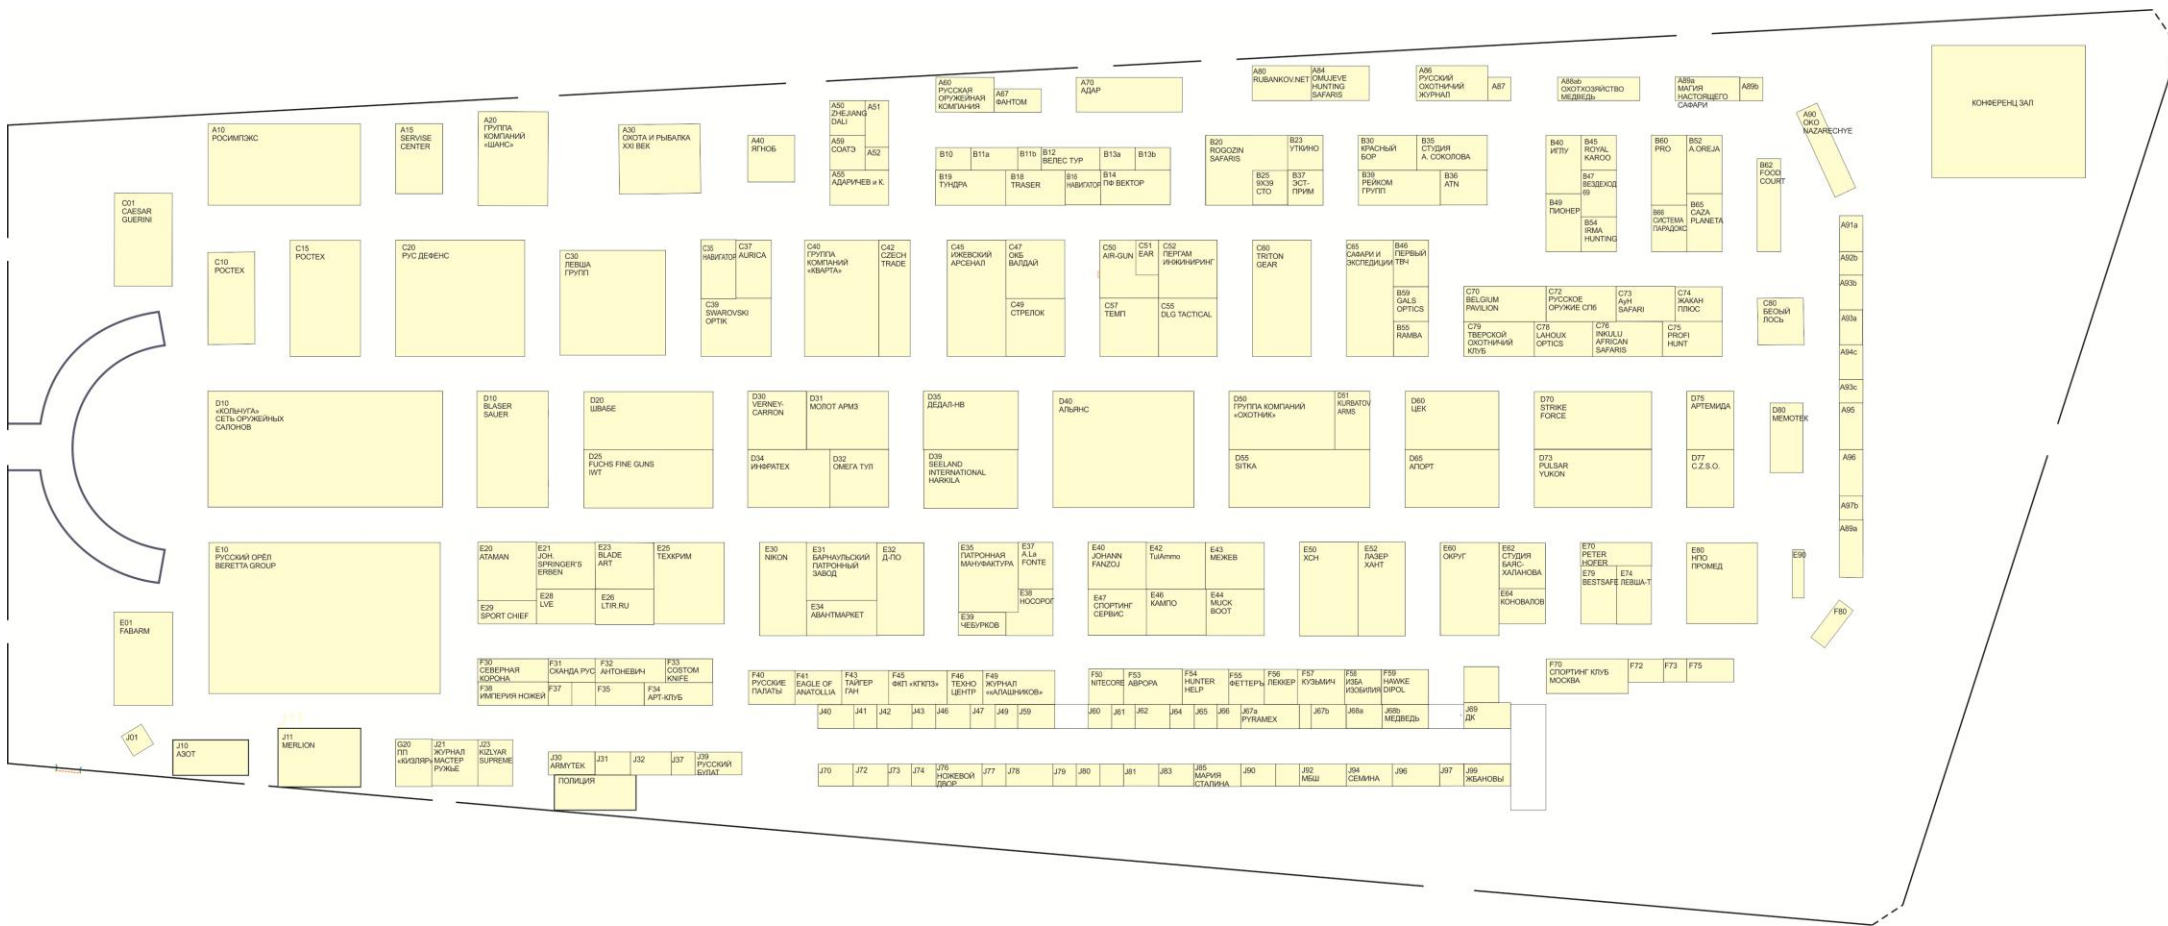 A10
РОСИМПЭКС
A15
SERVISE
CENTER
A20
ГРУППА
КОМПАНИЙ
«ШАНС»
A30
ОХОТА И РЫБАЛКА
XXI ВЕК
A40
ЯГНОБ
A50
ZHEJIANG
DALI
A51
A59
СОАТЭ
A52
A55
АДАРИЧЕВ и К.
A60
РУССКАЯ
ОРУЖЕЙНАЯ
КОМПАНИЯ
A67
ФАНТОМ
A70
АДАР
A80
RUBANKOV.NET
A84
OMUJEVE
HUNTING
SAFARIS
A86
РУССКИЙ
ОХОТНИЧИЙ
ЖУРНАЛ
A87
A88ab
ОХОТХОЗЯЙСТВО
МЕДВЕДЬ
A89a
МАГИЯ
НАСТОЯЩЕГО
САФАРИ
A89b
A90
OKO
NAZARECHYE
КОНФЕРЕНЦ ЗАЛ
B10
B11a
B11b
B12
ВЕЛЕС ТУР
B13a
B13b
B19
ТУНДРА
B18
TRASER
B16
НАВИГАТОР
B14
ПФ ВЕКТОР
B20
ROGOZIN
SAFARIS
B23
УТКИНО
B25
9X39
СТО
B37
ЭСТ-
ПРИМ
B30
КРАСНЫЙ
БОР
B35
СТУДИЯ
А. СОКОЛОВА
B39
РЕЙКОМ
ГРУПП
B36
ATN
B40
ИГЛУ
B45
ROYAL
KAROO
B47
ВЕЗДЕХОД
69
B49
ПИОНЕР
B54
IRMA
HUNTING
B60
PRO
B52
A.OREJA
B66
СИСТЕМА
ПАРАДОКС
B65
CAZA
PLANETA
B62
FOOD
COURT
C01
CAESAR
GUERINI
C10
РОСТЕХ
C15
РОСТЕХ
C20
РУС ДЕФЕНС
C30
ЛЕВША
ГРУПП
C35
НАВИГАТОР
C37
AURICA
C39
SWAROVSKI
OPTIK
C40
ГРУППА
КОМПАНИЙ
«КВАРТА»
C42
CZECH
TRADE
C45
ИЖЕВСКИЙ
АРСЕНАЛ
C47
ОКБ
ВАЛДАЙ
C49
СТРЕЛОК
C50
AIR-GUN
C51
EAR
C52
ПЕРГАМ
ИНЖИНИРИНГ
C57
ТЕМП
C55
DLG TACTICAL
C60
TRITON
GEAR
C65
САФАРИ И
ЭКСПЕДИЦИИ
B46
ПЕРВЫЙ
ТВЧ
B59
GALS
OPTICS
B55
RAMBA
C70
BELGIUM
PAVILION
C72
РУССКОЕ
ОРУЖИЕ СПб
C73
АуН
SAFARI
C74
ЖАКАН
ПЛЮС
C79
ТВЕРСКОЙ
ОХОТНИЧИЙ
КЛУБ
C78
LAHOUX
OPTICS
C76
INKULU
AFRICAN
SAFARIS
C75
PROFI
HUNT
C80
БЕОЫЙ
ЛОСЬ
A91a
A92b
A93b
A93a
A94c
A93c
A95
A96
A97b
A89a
D10
«КОЛЬЧУГА»
СЕТЬ ОРУЖЕЙНЫХ
САЛОНОВ
D10
BLASER
SAUER
D20
ШВАБЕ
D25
FUCHS FINE GUNS
IWT
D30
VERNEY-
CARRON
D31
МОЛОТ АРМЗ
D34
ИНФРАТЕХ
D32
ОМЕГА ТУЛ
D35
ДЕДАЛ-НВ
D39
SEELAND
INTERNATIONAL
HARKILA
D40
АЛЬЯНС
D50
ГРУППА КОМПАНИЙ
«ОХОТНИК»
D51
KURBATOV
ARMS
D55
SITKA
D60
ЦЕК
D65
АПОРТ
D70
STRIKE
FORCE
D73
PULSAR
YUKON
D75
АРТЕМИДА
D77
C.Z.S.O.
D80
МЕМОТЕК
E10
РУССКИЙ ОРЁЛ
BERETTA GROUP
E01
FABARM
E20
ATAMAN
E21
JOH.
SPRINGER'S
ERBEN
E23
BLADE
ART
E25
ТЕХКРИМ
E29
SPORT CHIEF
E28
LVE
E26
LTIR.RU
E30
NIKON
E31
БАРНАУЛЬСКИЙ
ПАТРОННЫЙ
ЗАВОД
E32
Д-ПО
E34
АВАНТМАРКЕТ
E35
ПАТРОННАЯ
МАНУФАКТУРА
E37
A.La
FONTE
E38
НОСОРОГ
E39
ЧЕБУРКОВ
E40
JOHANN
FANZOJ
E42
TulAmmo
E43
МЕЖЕВ
E47
СПОРТИНГ
СЕРВИС
E46
КАМПО
E44
MUCK
BOOT
E50
ХСН
E52
ЛАЗЕР
ХАНТ
E60
ОКРУГ
E62
СТУДИЯ
БАЯС-
ХАЛАНОВА
E64
КОНОВАЛОВ
E70
PETER
HOFER
E79
BESTSAFE
E74
ЛЕВША-Т
E80
НПО
ПРОМЕД
E90
F80
F30
СЕВЕРНАЯ
КОРОНА
F31
СКАНДА РУС
F32
АНТОНЕВИЧ
F33
COSTOM
KNIFE
F38
ИМПЕРИЯ НОЖЕЙ
F37
F35
F34
АРТ-КЛУБ
F40
РУССКИЕ
ПАЛАТЫ
F41
EAGLE OF
ANATOLLIA
F43
ТАЙГЕР
ГАН
F45
ФКП «КГКПЗ»
F46
ТЕХНО
ЦЕНТР
F49
ЖУРНАЛ
«КАЛАШНИКОВ»
F50
NITECORE
F53
АВРОРА
F54
HUNTER
HELP
F55
ФЕТТЕРЪ
F56
ЛЕККЕР
F57
КУЗЬМИЧ
F58
ИЗБА
ИЗОБИЛИЯ
F59
HAWKE
DIPOL
F70
СПОРТИНГ КЛУБ
МОСКВА
F72
F73
F75
J40
J41
J42
J43
J46
J47
J49
J59
J60
J61
J62
J64
J65
J66
J67a
PYRAMEX
J67b
J68a
J68b
МЕДВЕДЬ
J69
ДК
J01
J10
АЗОТ
J11
MERLION
G20
ПП
«КИЗЛЯР»
J21
ЖУРНАЛ
МАСТЕР
РУЖЬЕ
J23
KIZLYAR
SUPREME
J30
ARMYTEK
J31
J32
J37
J39
РУССКИЙ
БУЛАТ
ПОЛИЦИЯ
J70
J72
J73
J74
J76
НОЖЕВОЙ
ДВОР
J77
J78
J79
J80
J81
J83
J85
МАРИЯ
СТАЛИНА
J90
J92
МБШ
J94
СЕМИНА
J96
J97
J99
ЖБАНОВЫ